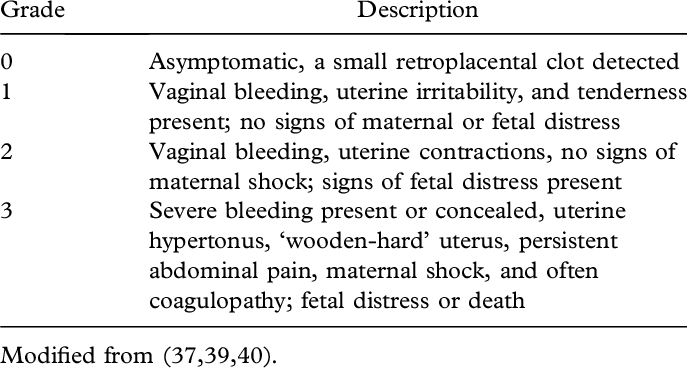 Grade Description
0 Asymptomatic, a small retroplacental clot detected
1 Vaginal bleeding, uterine irritability, and tenderness
present; no signs of maternal or fetal distress
2 Vaginal bleeding, uterine contractions, no signs of
maternal shock; signs of fetal distress present
3 Severe bleeding present or concealed, uterine
hypertonus, ‘wooden-hard’ uterus, persistent
abdominal pain, maternal shock, and often
coagulopathy; fetal distress or death
Modified from (37,39,40).